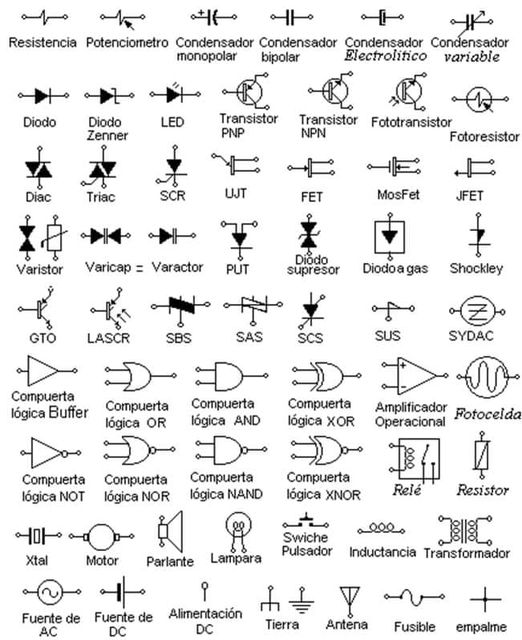 Resistencia
Potenciometro
Condensador
monopolar
Condensador
bipolar
Condensador
Electrolitico
Condensador
variable
Diodo
Diodo
Zenner
LED
Transistor
PNP
Transistor
NPN
Fototransistor
Fotoresistor
Diac
Triac
SCR
UJT
FET
MosFet
JFET
Varistor
Varicap =
Varactor
PUT
Diodo
supresor
Diodo a gas
Shockley
GTO
LASCR
SBS
SAS
SCS
SUS
SYDAC
Compuerta
lógica Buffer
Compuerta
lógica OR
Compuerta
lógica AND
Compuerta
lógica XOR
Amplificador
Operacional
Fotocelda
Compuerta
lógica NOT
Compuerta
lógica NOR
Compuerta
lógica NAND
Compuerta
lógica XNOR
Relé
Resistor
Xtal
Motor
Parlante
Lampara
Swiche
Pulsador
Inductancia
Transformador
Fuente de
AC
Fuente de
DC
Alimentación
DC
Tierra
Antena
Fusible
empalme